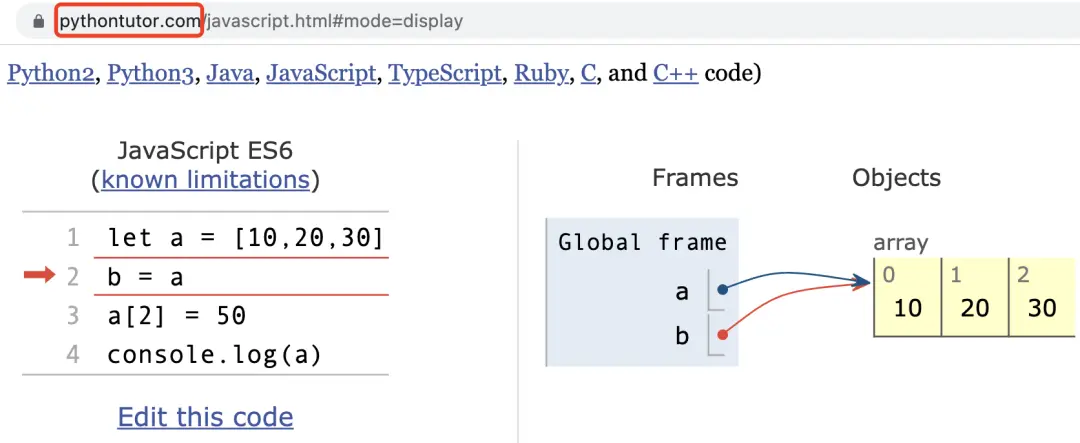 pythontutor.com/javascript.html#mode=display
Python2, Python3, Java, JavaScript, TypeScript, Ruby, C, and C++ code)
JavaScript ES6
(known limitations)
1 let a = [10,20,30]
2 b = a
3 a[2] = 50
4 console.log(a)
Edit this code
Frames Objects
Global frame
a
b
array
0 1 2
10 20 30